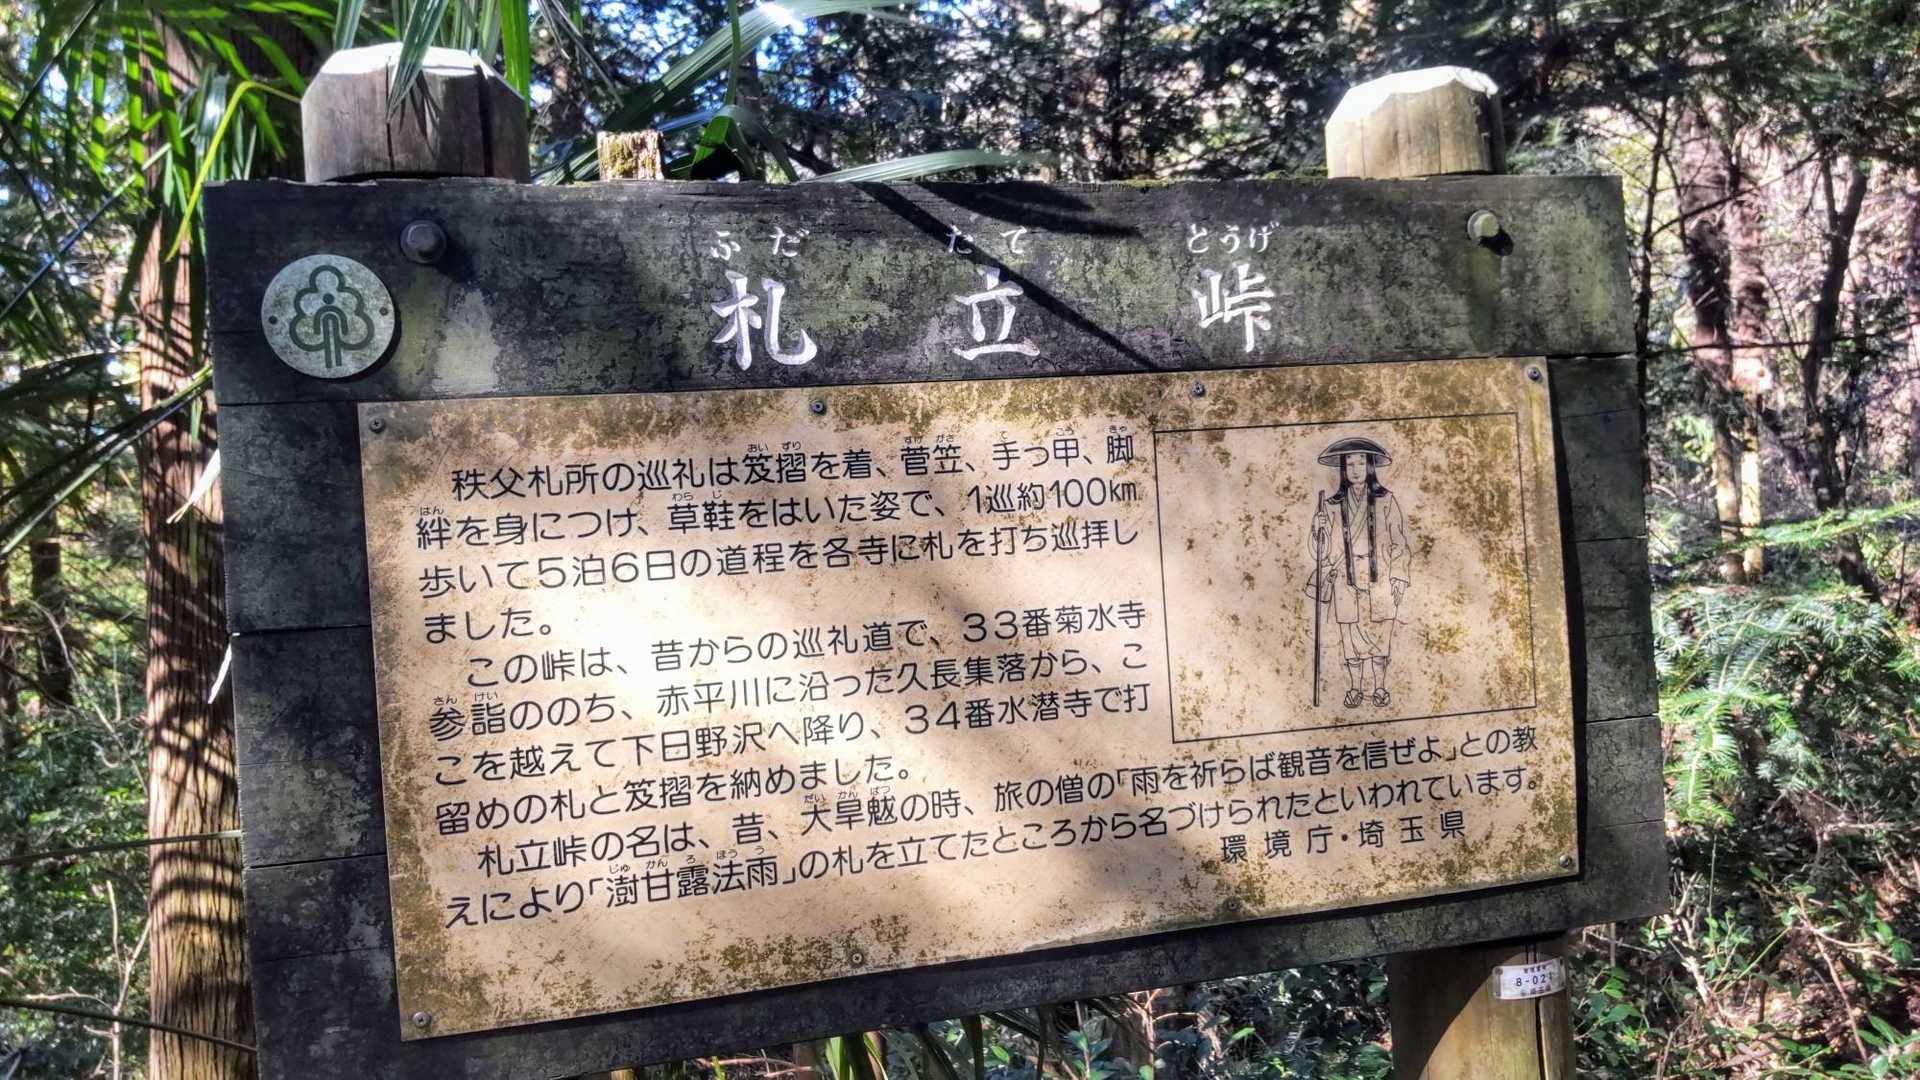 ふだ たて とうげ
札立峠
秩父札所の巡礼は笈摺を着、菅笠、手っ甲、脚
絆を身につけ、草鞋をはいた姿で、1巡約100km
歩いて5泊6日の道程を各寺に札を打ち巡拝し
ました。
この峠は、昔からの巡礼道で、33番菊水寺
参詣ののち、赤平川に沿った久長集落から、こ
こを越えて下日野沢へ降り、34番水潜寺で打
留めの札と笈摺を納めました。
札立峠の名は、昔、大旱魃の時、旅の僧の「雨を祈らば観音を信ぜよ」との教
えにより「澍甘露法雨」の札を立てたところから名づけられたといわれています。
環境庁・埼玉県